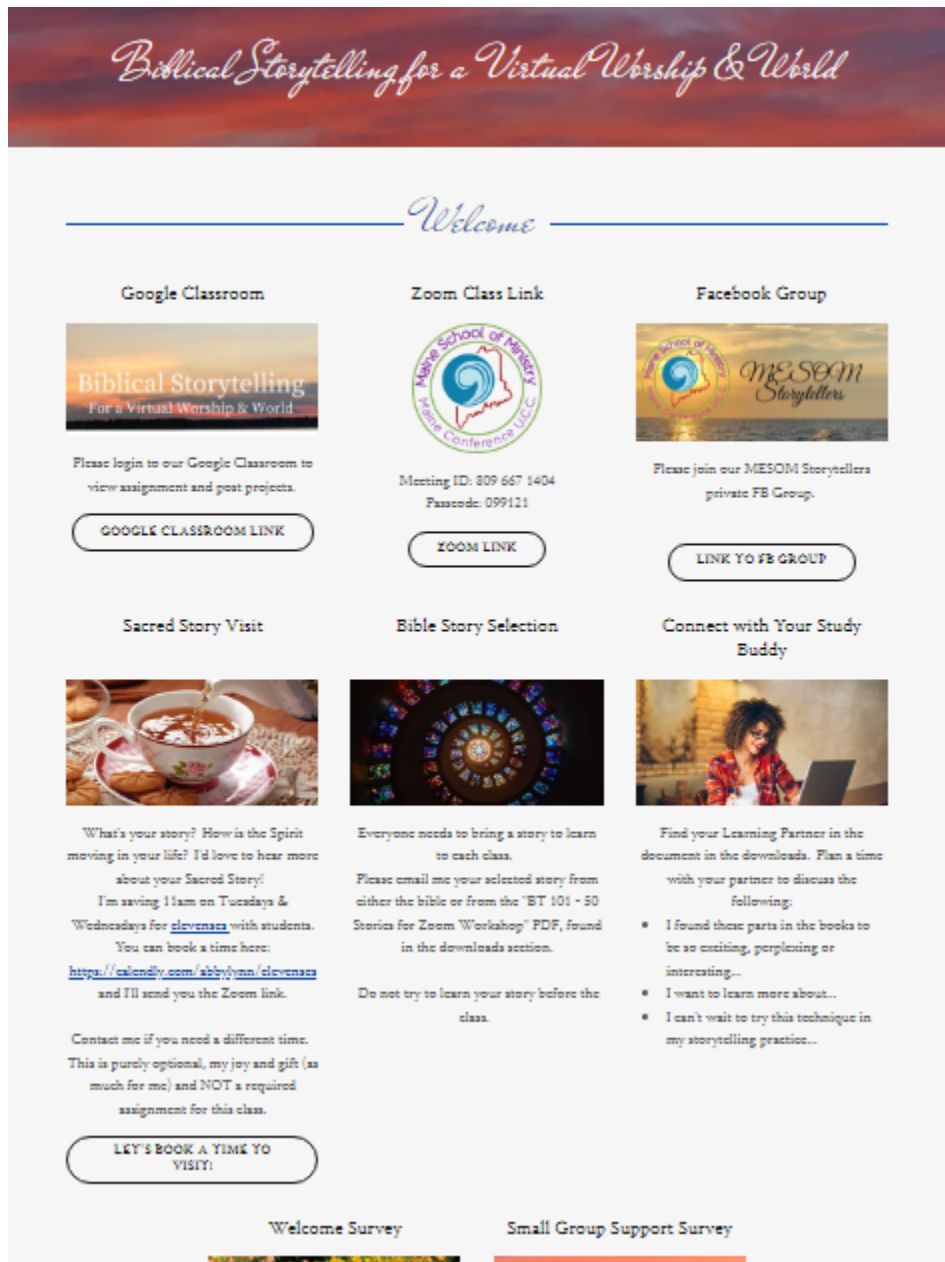 Biblical Storytelling for a Virtual Worship & World
Welcome
Google Classroom
Biblical Storytelling
For a Virtual Worship & World
Please login to our Google Classroom to
view assignment and post projects.
GOOGLE CLASSROOM LINK
Zoom Class Link
Maine School of Ministry
Maine Conference U.C.C.
Meeting ID: 809 667 1404
Passcode: 099121
ZOOM LINK
Facebook Group
Maine School of Ministry
Maine Conference U.C.C.
MESOM
Storytellers
Please join our MESOM Storytellers
private FB Group.
LINK TO FB GROUP
Sacred Story Visit
What's your story? How is the Spirit
moving in your life? I'd love to hear more
about your Sacred Story!
I'm saving 11am on Tuesdays &
Wednesdays for elevenses with students.
You can book a time here:
https://calendly.com/abbylynn/elevenses
and I'll send you the Zoom link.
Contact me if you need a different time.
This is purely optional, my joy and gift (as
much for me) and NOT a required
assignment for this class.
LET'S BOOK A TIME TO
VISIT!
Bible Story Selection
Everyone needs to bring a story to learn
to each class.
Please email me your selected story from
either the bible or from the "BT 101 - 50
Stories for Zoom Workshop" PDF, found
in the downloads section.
Do not try to learn your story before the
class.
Connect with Your Study
Buddy
Find your Learning Partner in the
document in the downloads. Plan a time
with your partner to discuss the
following:
• I found these parts in the books to
be so exciting, perplexing or
interesting...
• I want to learn more about...
• I can't wait to try this technique in
my storytelling practice...
Welcome Survey
Small Group Support Survey